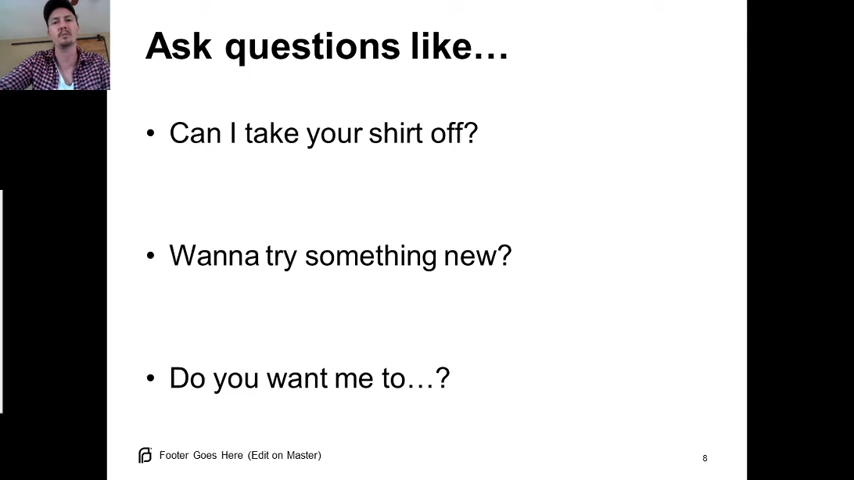 Ask questions like…
• Can I take your shirt off?
• Wanna try something new?
• Do you want me to…?
Footer Goes Here (Edit on Master)
8